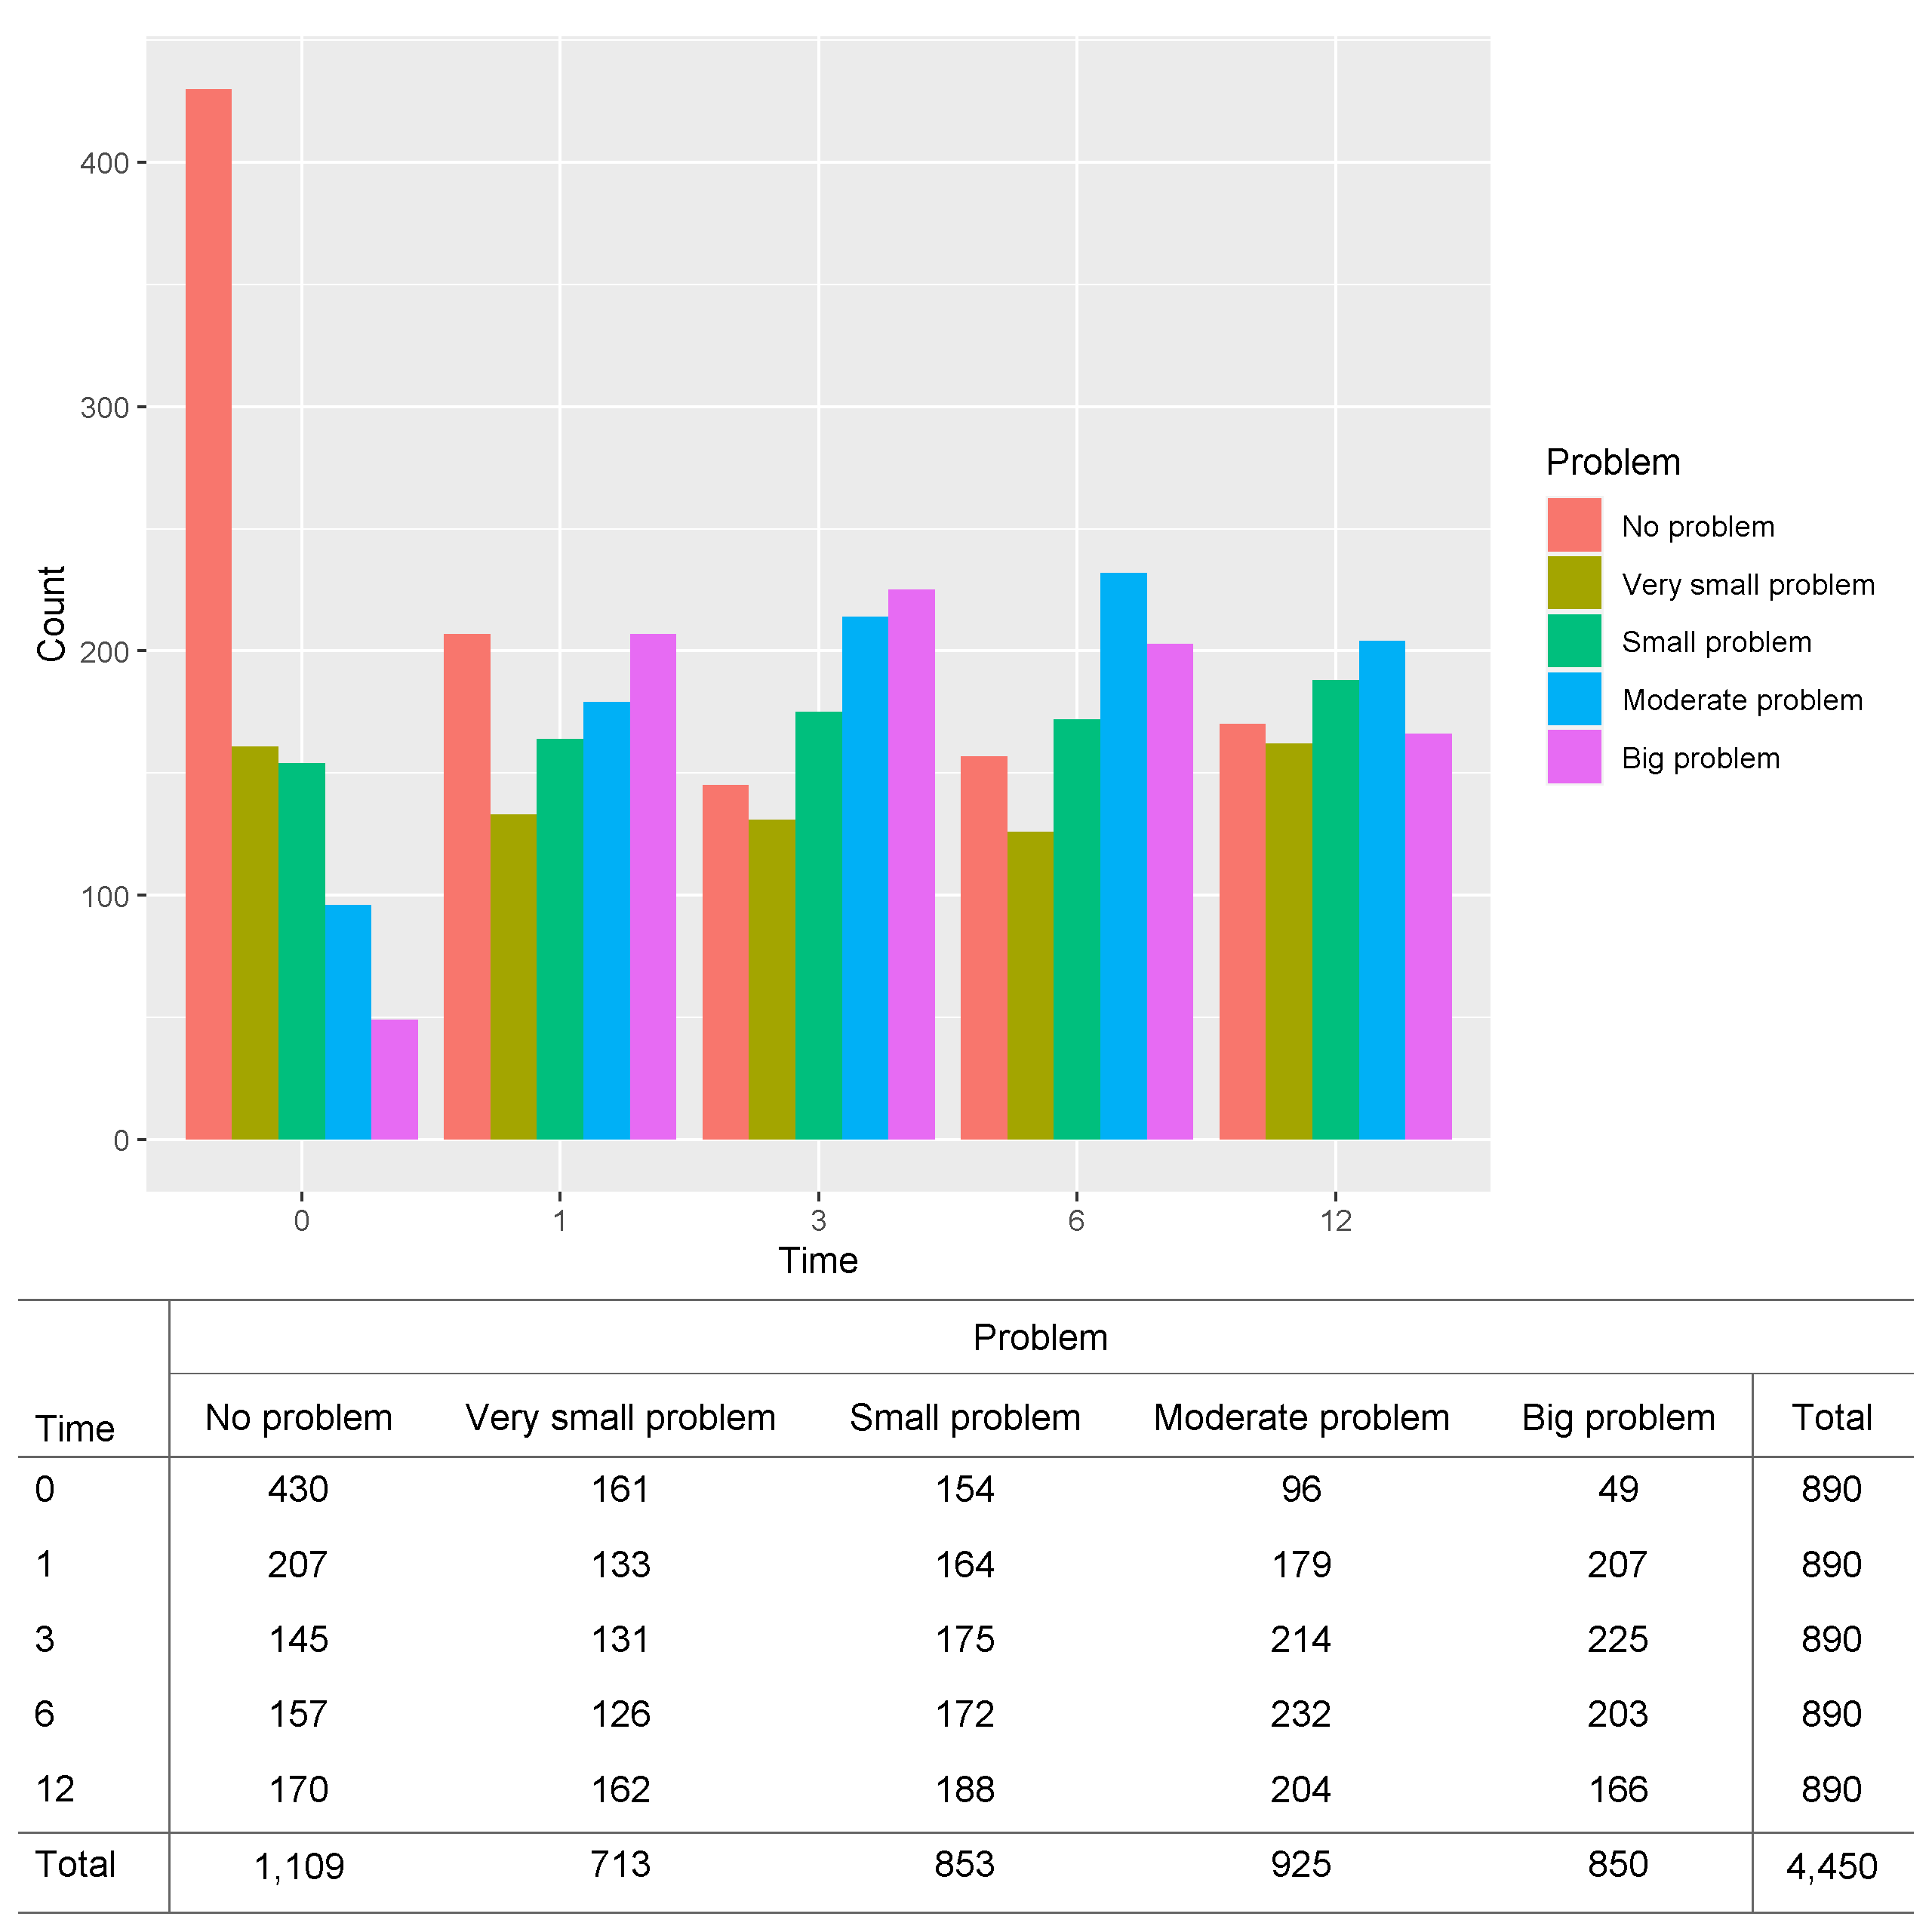 400
300
200
100
0
Count
0 1 3 6 12
Time
Problem
No problem
Very small problem
Small problem
Moderate problem
Big problem
Problem
Time No problem Very small problem Small problem Moderate problem Big problem Total
0 430 161 154 96 49 890
1 207 133 164 179 207 890
3 145 131 175 214 225 890
6 157 126 172 232 203 890
12 170 162 188 204 166 890
Total 1,109 713 853 925 850 4,450